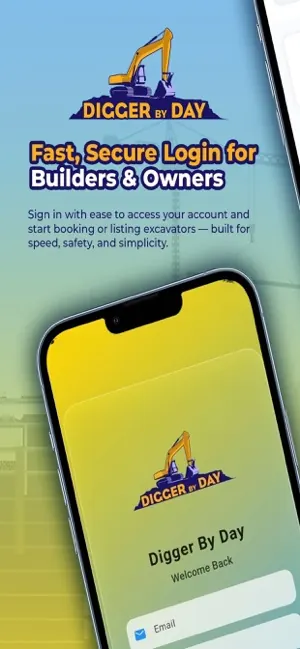 DIGGER BY DAY
Fast, Secure Login for
Builders & Owners
Sign in with ease to access your account and
start booking or listing excavators — built for
speed, safety, and simplicity.
DIGGER BY DAY
Digger By Day
Welcome Back
Email